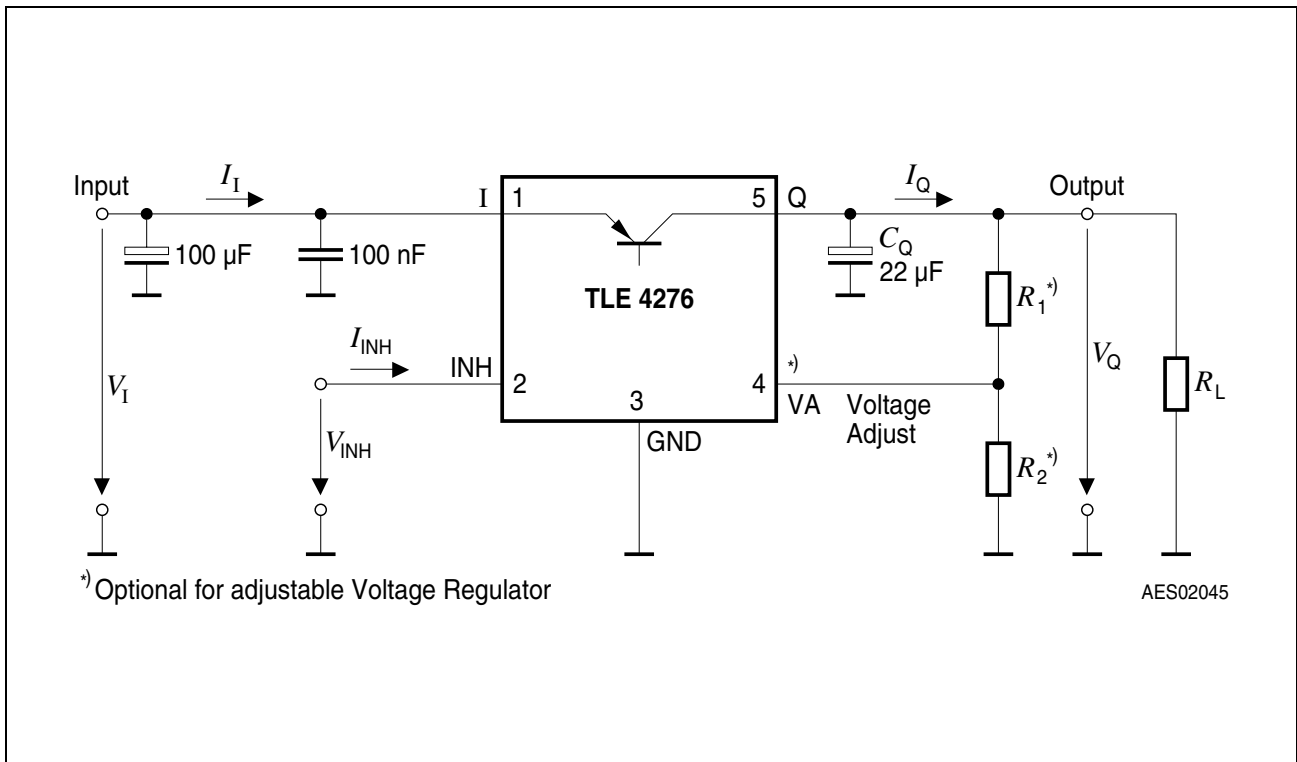 Input
I_I
I
1
5
Q
I_Q
Output
100 µF
100 nF
C_Q
22 µF
TLE 4276
R_1*)
I_INH
INH
2
*)
4
VA
Voltage
Adjust
3
GND
V_I
V_INH
V_Q
R_L
R_2*)
*) Optional for adjustable Voltage Regulator
AES02045